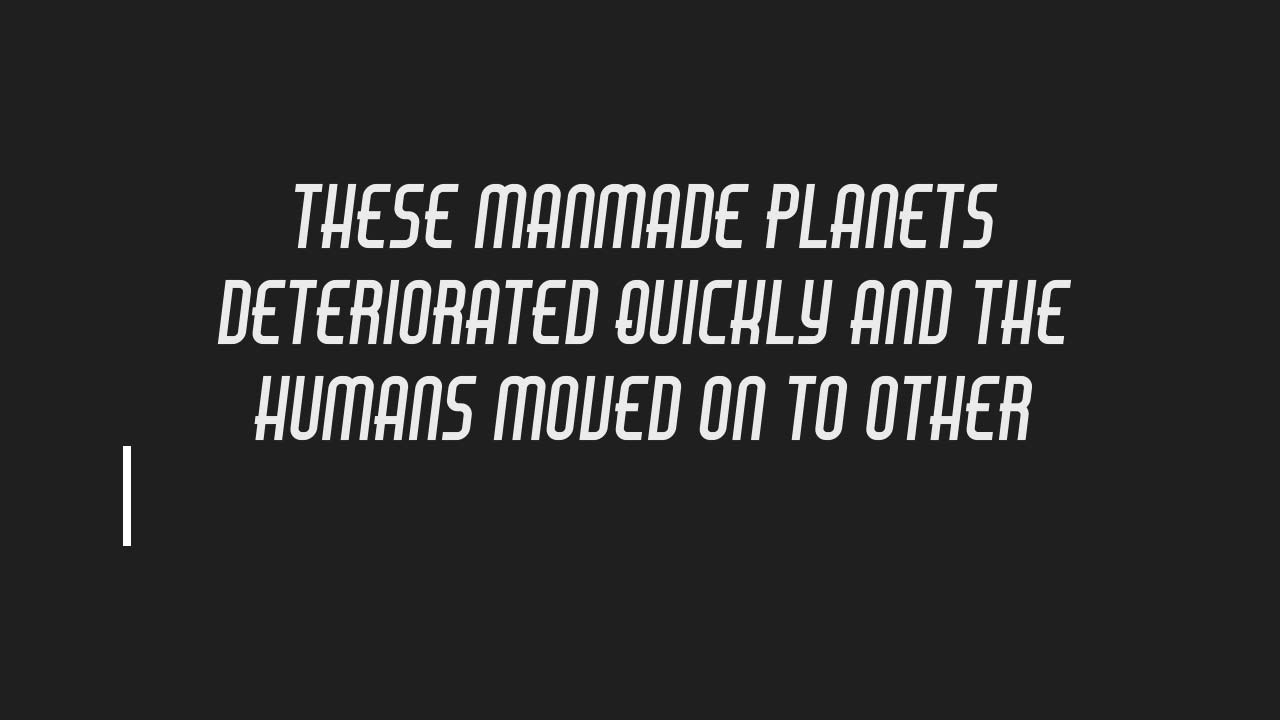 THESE MANMADE PLANETS
DETERIORATED QUICKLY AND THE
HUMANS MOVED ON TO OTHER